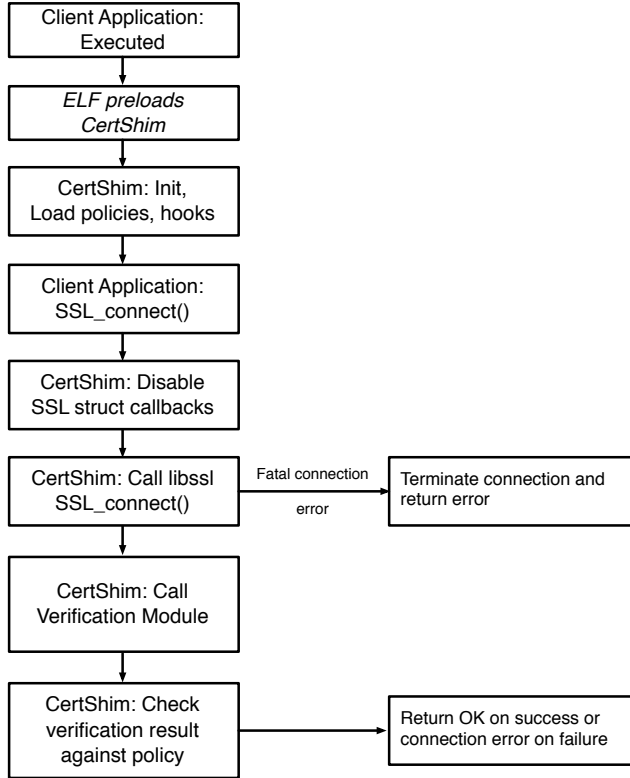 Client Application:
Executed
ELF preloads
CertShim
CertShim: Init,
Load policies, hooks
Client Application:
SSL_connect()
CertShim: Disable
SSL struct callbacks
CertShim: Call libssl
SSL_connect()
Fatal connection
error
Terminate connection and
return error
CertShim: Call
Verification Module
CertShim: Check
verification result
against policy
Return OK on success or
connection error on failure